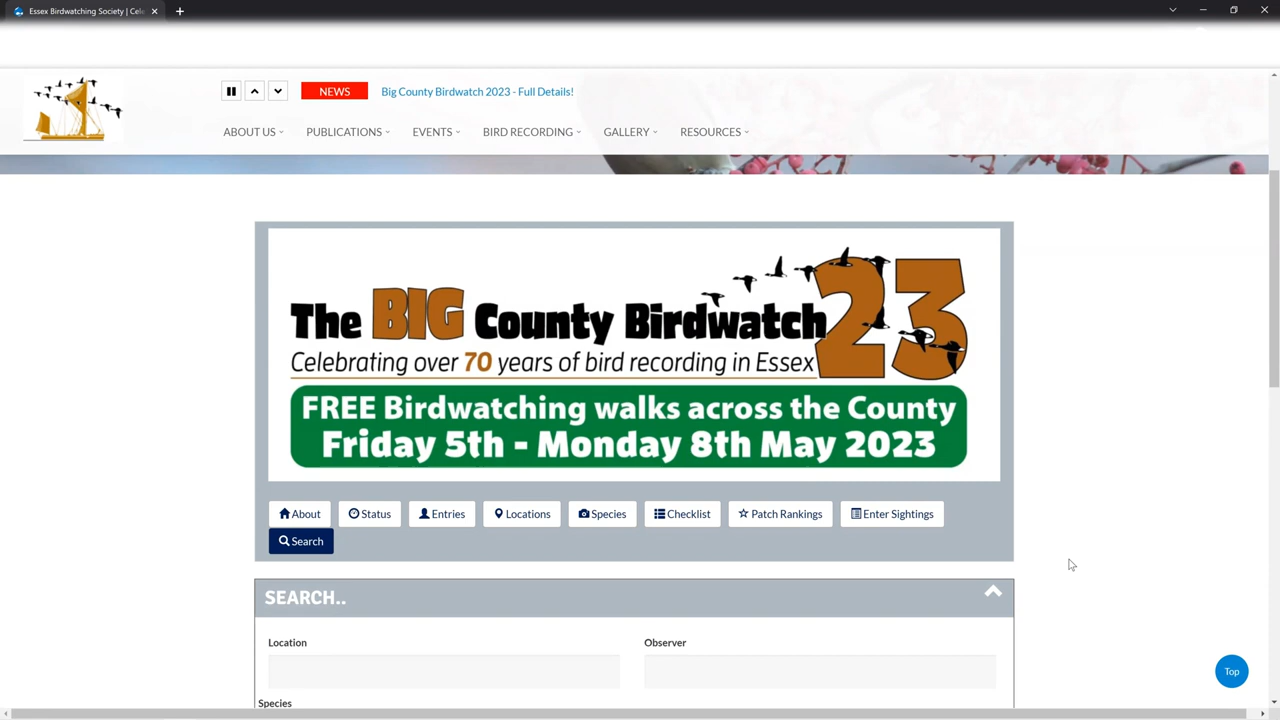 Essex Birdwatching Society | Cel
NEWS
Big County Birdwatch 2023 - Full Details!
ABOUT US
PUBLICATIONS
EVENTS
BIRD RECORDING
GALLERY
RESOURCES
The BIG County Birdwatch 23
Celebrating over 70 years of bird recording in Essex
FREE Birdwatching walks across the County
Friday 5th - Monday 8th May 2023
About
Status
Entries
Locations
Species
Checklist
Patch Rankings
Enter Sightings
Search
SEARCH..
Location
Observer
Species
Top